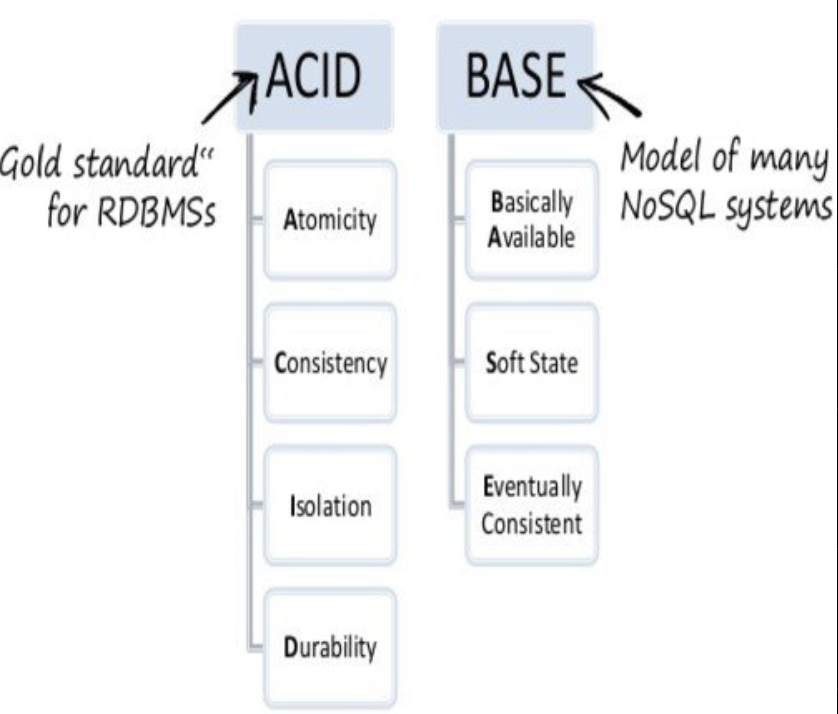 ACID
BASE
Gold standard“
for RDBMSs
Model of many
NoSQL systems
Atomicity
Consistency
Isolation
Durability
Basically
Available
Soft State
Eventually
Consistent